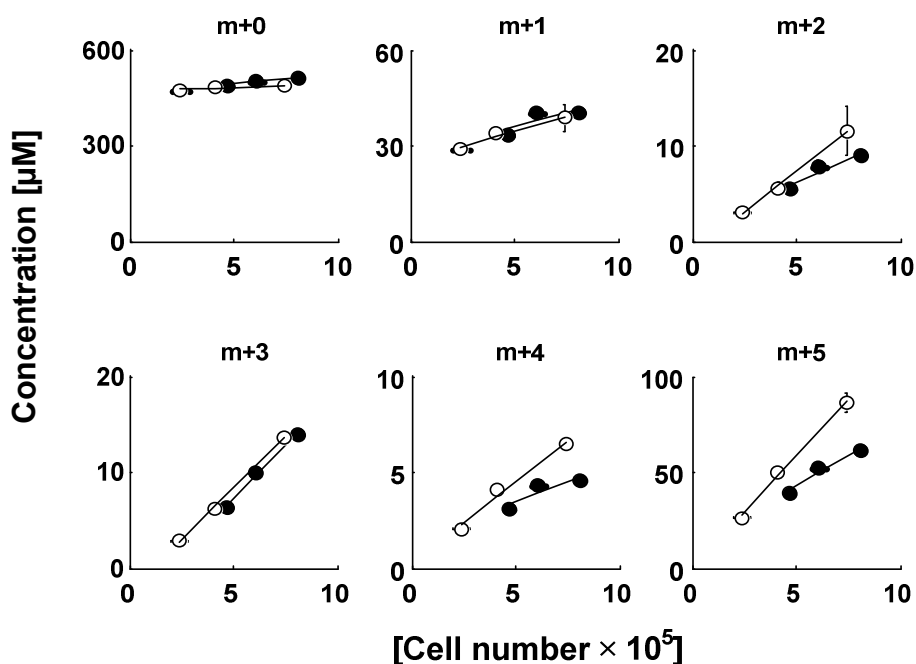 m+0 m+1 m+2
600 60 20
300 30 10
0 0 0
0 5 10 0 5 10 0 5 10
Concentration [µM]
m+3 m+4 m+5
20 10 100
10 5 50
0 0 0
0 5 10 0 5 10 0 5 10
[Cell number × 10⁵]